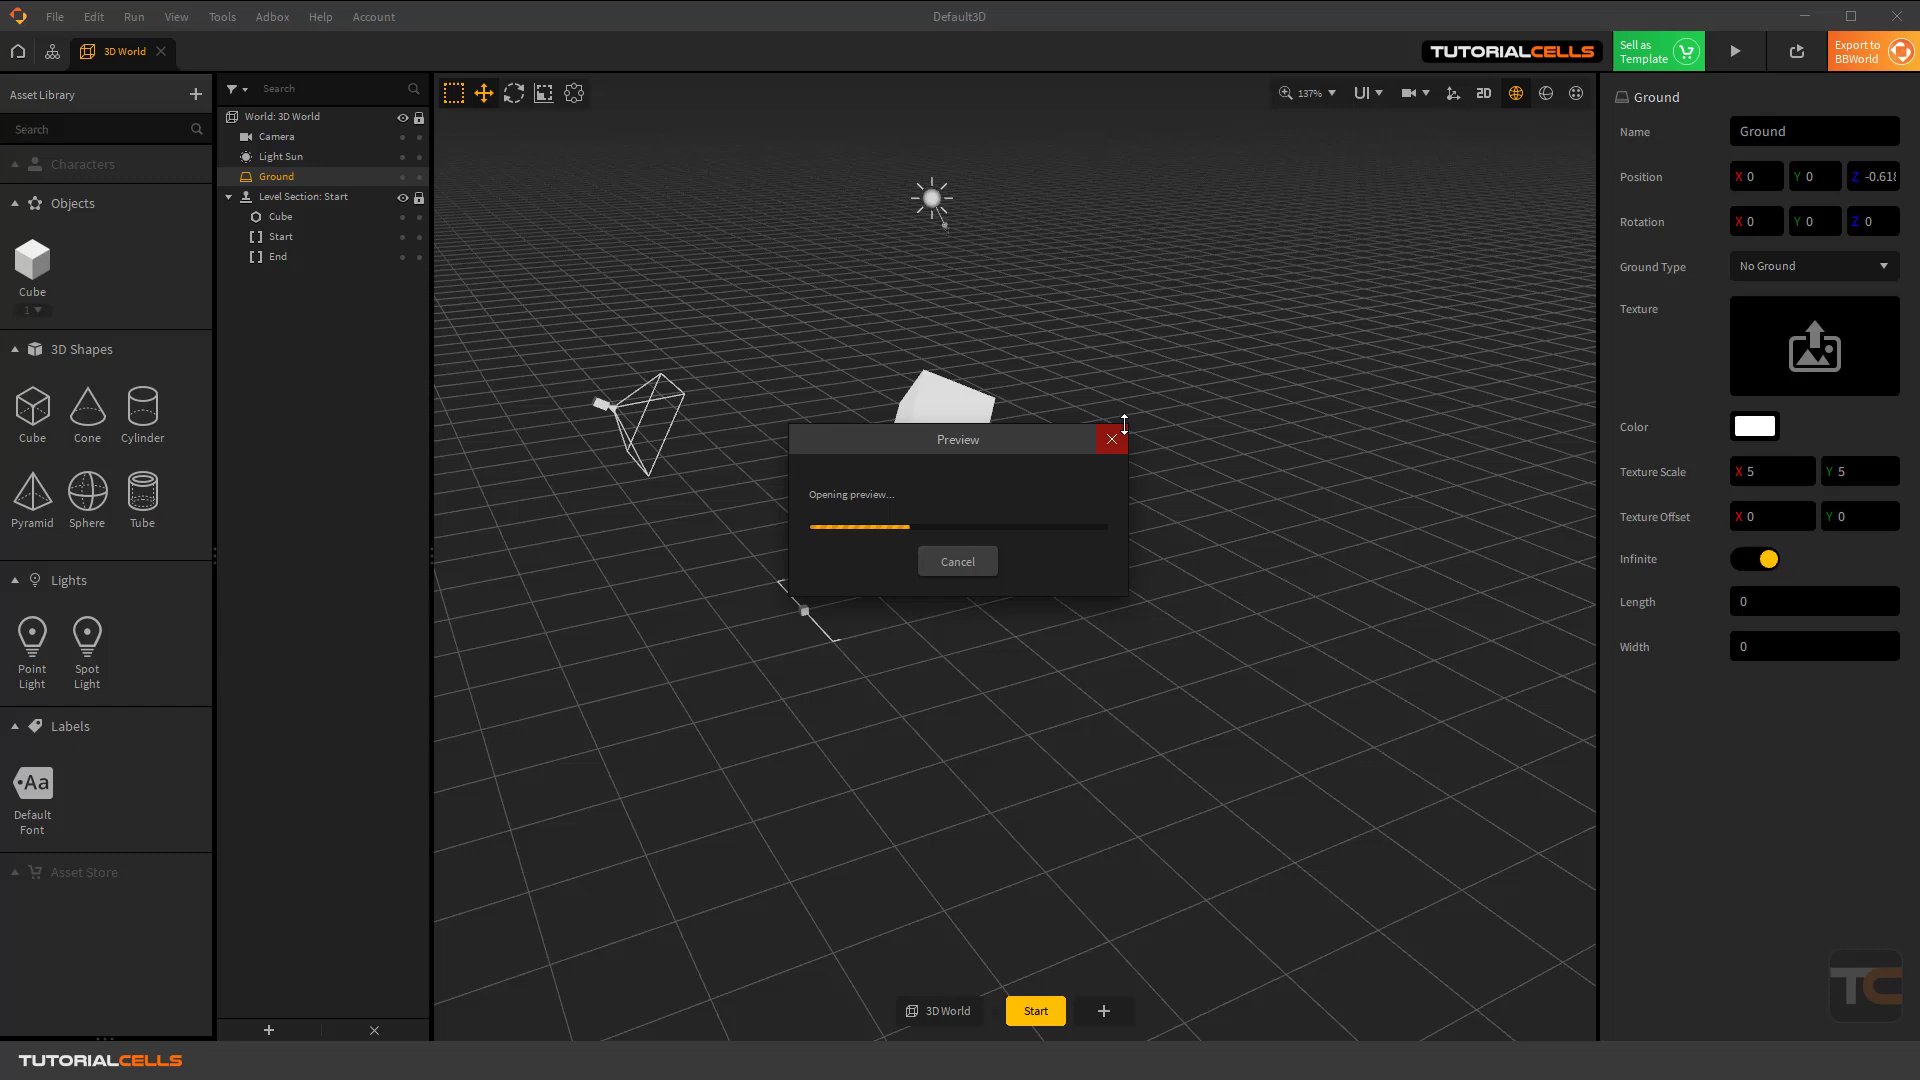 File Edit Run View Tools Adbox Help Account
Default3D
3D World
TUTORIALCELLS
Sell as
Template
Export to
BBWorld
Asset Library
Search
Characters
Objects
Cube
1
3D Shapes
Cube Cone Cylinder
Pyramid Sphere Tube
Lights
Point
Light
Spot
Light
Labels
Aa
Default
Font
Asset Store
Search
World: 3D World
Camera
Light Sun
Ground
Level Section: Start
Cube
Start
End
137% UI 2D
Preview
Opening preview...
Cancel
3D World Start
Ground
Name Ground
Position X 0 Y 0 Z -0.618
Rotation X 0 Y 0 Z 0
Ground Type No Ground
Texture
Color
Texture Scale X 5 Y 5
Texture Offset X 0 Y 0
Infinite
Length 0
Width 0
TC
TUTORIALCELLS